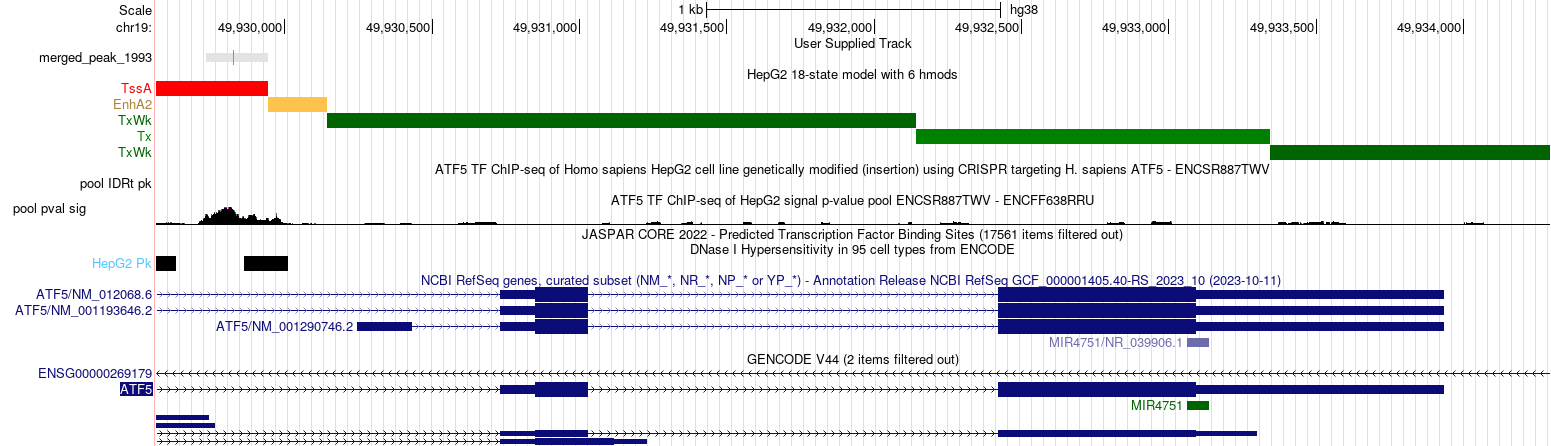 Scale 1 kb hg38
chr19: 49,930,000 49,930,500 49,931,000 49,931,500 49,932,000 49,932,500 49,933,000 49,933,500 49,934,000
User Supplied Track
merged_peak_1993
HepG2 18-state model with 6 hmods
TssA
EnhA2
TxWk
Tx
TxWk
ATF5 TF ChIP-seq of Homo sapiens HepG2 cell line genetically modified (insertion) using CRISPR targeting H. sapiens ATF5 - ENCSR887TWV
pool IDRt pk
ATF5 TF ChIP-seq of HepG2 signal p-value pool ENCSR887TWV - ENCFF638RRU
pool pval sig
JASPAR CORE 2022 - Predicted Transcription Factor Binding Sites (17561 items filtered out)
DNase I Hypersensitivity in 95 cell types from ENCODE
HepG2 Pk
NCBI RefSeq genes, curated subset (NM_*, NR_*, NP_* or YP_*) - Annotation Release NCBI RefSeq GCF_000001405.40-RS_2023_10 (2023-10-11)
ATF5/NM_012068.6
ATF5/NM_001193646.2
ATF5/NM_001290746.2
MIR4751/NR_039906.1
GENCODE V44 (2 items filtered out)
ENSG00000269179
ATF5
MIR4751